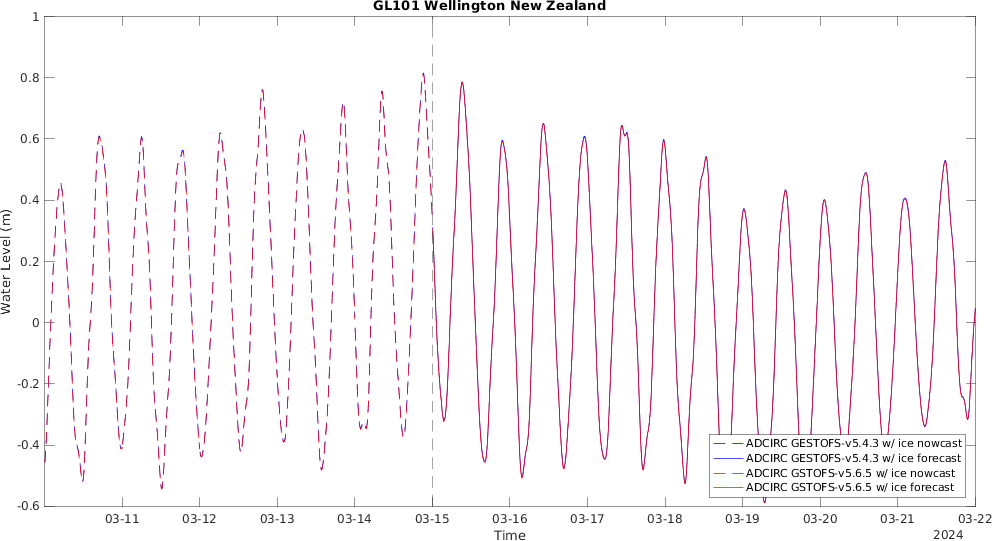 GL101 Wellington New Zealand
1
0.8
0.6
0.4
0.2
0
-0.2
-0.4
-0.6
Water Level (m)
ADCIRC GESTOFS-v5.4.3 w/ ice nowcast
ADCIRC GESTOFS-v5.4.3 w/ ice forecast
ADCIRC GSTOFS-v5.6.5 w/ ice nowcast
ADCIRC GSTOFS-v5.6.5 w/ ice forecast
03-11 03-12 03-13 03-14 03-15 03-16 03-17 03-18 03-19 03-20 03-21 03-22
Time
2024